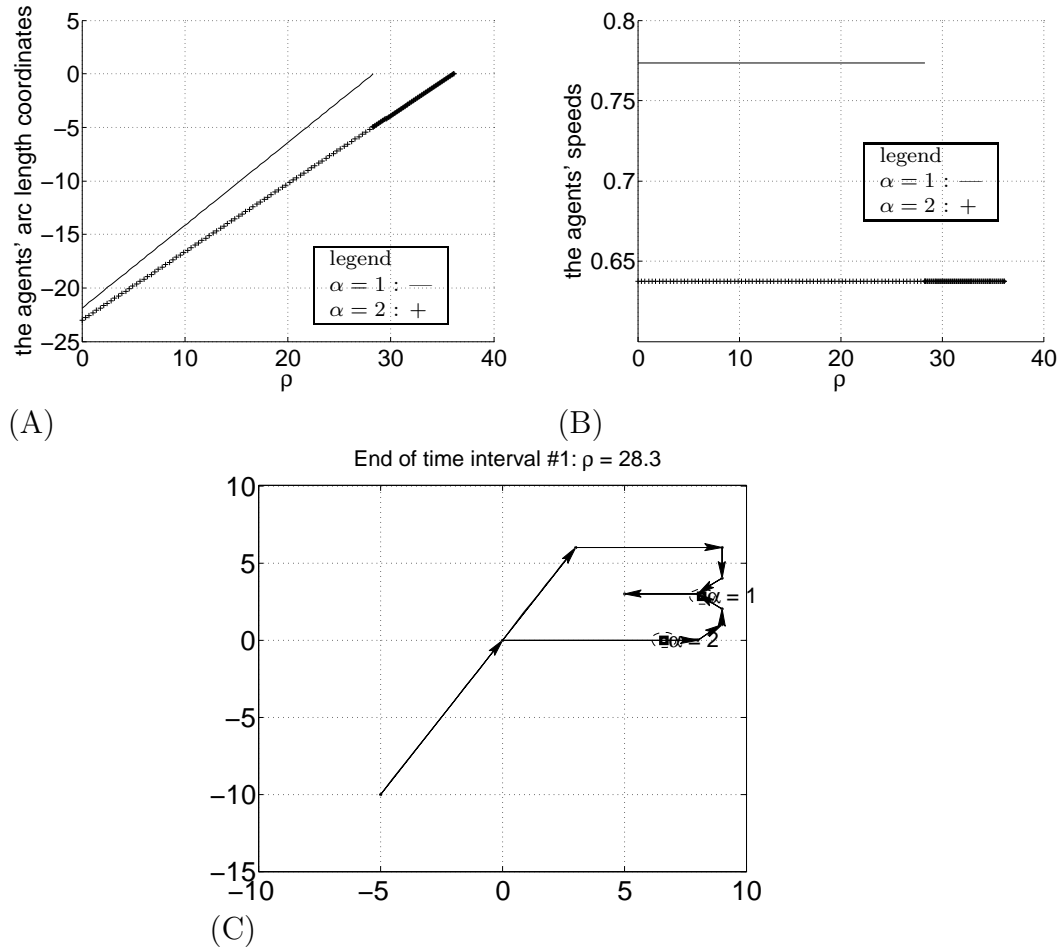 the agents' arc length coordinates
5
0
−5
−10
−15
−20
−25
0 10 20 30 40
ρ
legend
α = 1 : —
α = 2 : +
(A)
the agents' speeds
0.8
0.75
0.7
0.65
0 10 20 30 40
ρ
legend
α = 1 : —
α = 2 : +
(B)
End of time interval #1: ρ = 28.3
10
5
0
−5
−10
−15
−10 −5 0 5 10
α = 1
α = 2
(C)